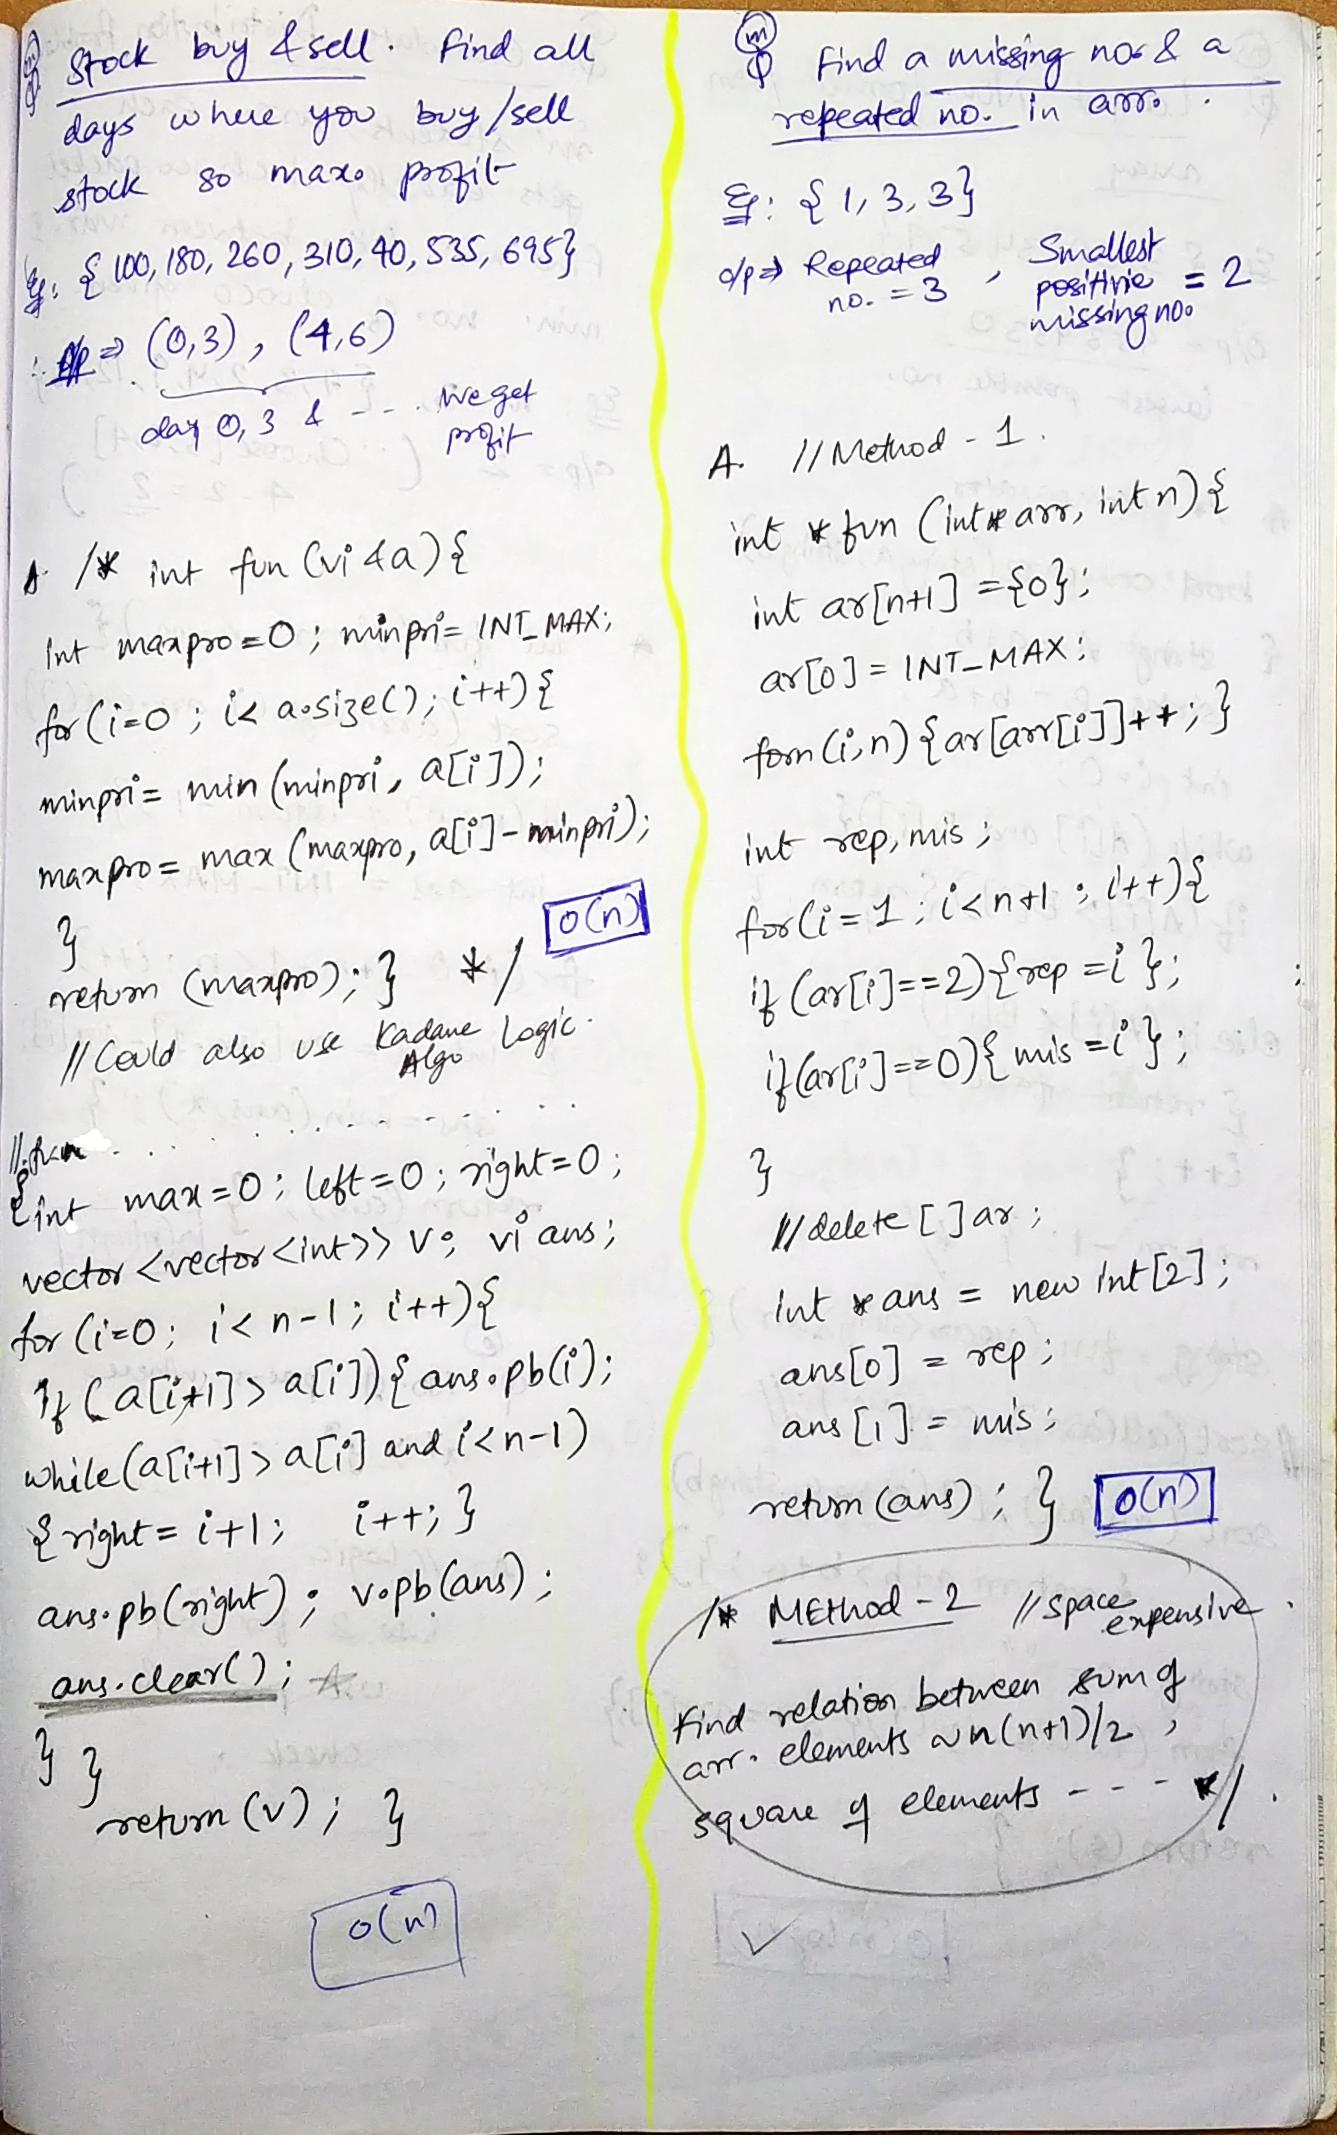 (m)
Q Stock buy & sell. Find all
days where you buy/sell
stock so max. profit
Eg: { 100, 180, 260, 310, 40, 535, 695}
∴ o/p ⇒ (0,3), (4,6)
day 0, 3 & - - . we get
profit
A. /* int fun (vi &a) {
int maxpro = 0 ; minpri = INT_MAX;
for (i=0 ; i< a.size(); i++) {
minpri = min (minpri, a[i]);
maxpro = max (maxpro, a[i] - minpri);
}
O(n)
return (maxpro); } */
// Could also use Kadane Logic.
Algo
{ int max=0; left=0; right=0;
vector <vector <int>> v; vi ans;
for (i=0; i< n-1; i++){
if (a[i+1] > a[i]) { ans.pb(i);
while (a[i+1] > a[i] and i<n-1)
{ right = i+1; i++; }
ans.pb(right) ; v.pb(ans) ;
ans.clear() ;
} }
return (v) ; }
O(n)
(m)
Q Find a missing no. & a
repeated no. in arr. .
Eg: { 1, 3, 3}
o/p ⇒ Repeated
no. = 3
, Smallest
positivie = 2
missing no.
A. // Method - 1.
int * fun (int * arr, int n) {
int ar[n+1] = {0};
ar[0] = INT_MAX;
forn (i,n) {ar[arr[i]]++; }
int rep, mis ;
for (i = 1 ; i < n+1 ; i++) {
if (ar[i]==2) { rep = i };
if (ar[i]==0) { mis = i };
}
// delete [ ] ar ;
int * ans = new int [2] ;
ans[0] = rep ;
ans [1] = mis ;
return (ans) ; } O(n)
/* METHod - 2 // space
expensive .
Find relation between sum of
arr. elements ~ n(n+1)/2 ,
square of elements - - - */ .